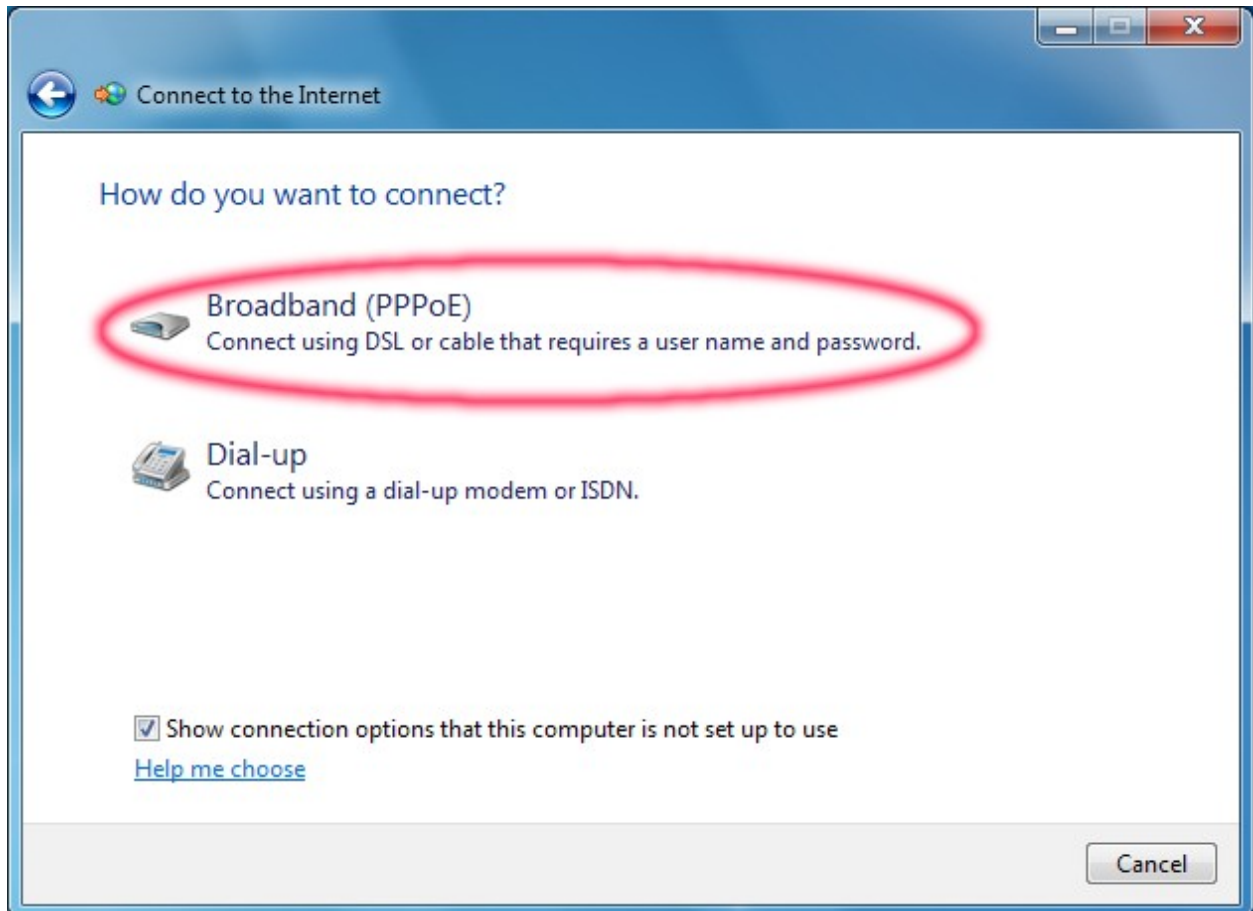 Connect to the Internet
How do you want to connect?
Broadband (PPPoE)
Connect using DSL or cable that requires a user name and password.
Dial-up
Connect using a dial-up modem or ISDN.
Show connection options that this computer is not set up to use
Help me choose
Cancel